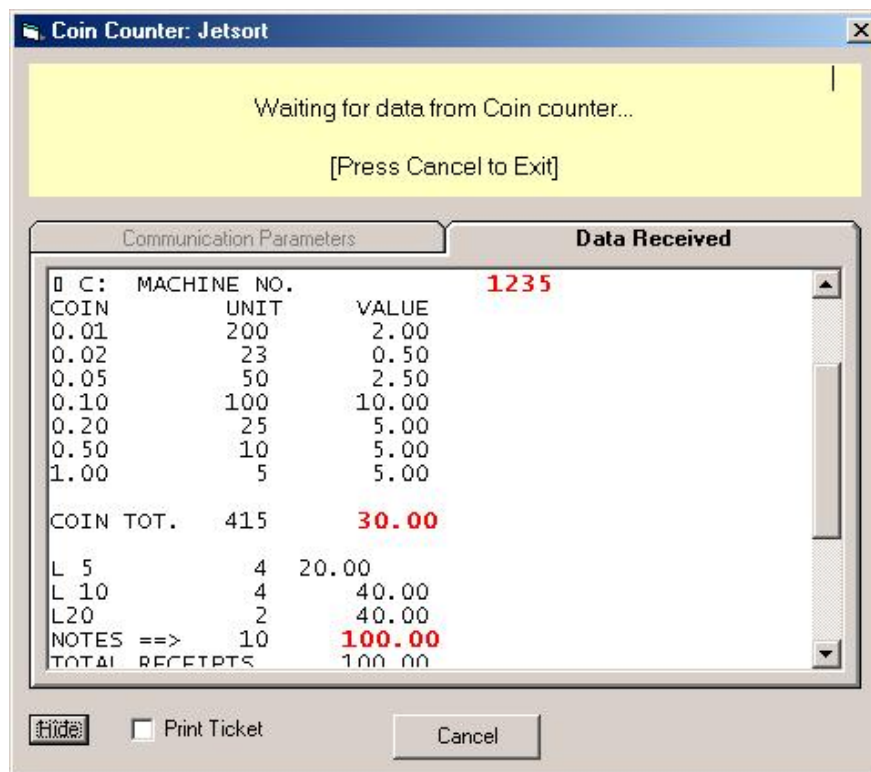 Coin Counter: Jetsort
Waiting for data from Coin counter...
[Press Cancel to Exit]
Communication Parameters Data Received
C: MACHINE NO. 1235
COIN UNIT VALUE
0.01 200 2.00
0.02 23 0.50
0.05 50 2.50
0.10 100 10.00
0.20 25 5.00
0.50 10 5.00
1.00 5 5.00
COIN TOT. 415 30.00
L 5 4 20.00
L 10 4 40.00
L20 2 40.00
NOTES ==> 10 100.00
TOTAL RECEIPTS 100.00
Hide Print Ticket Cancel